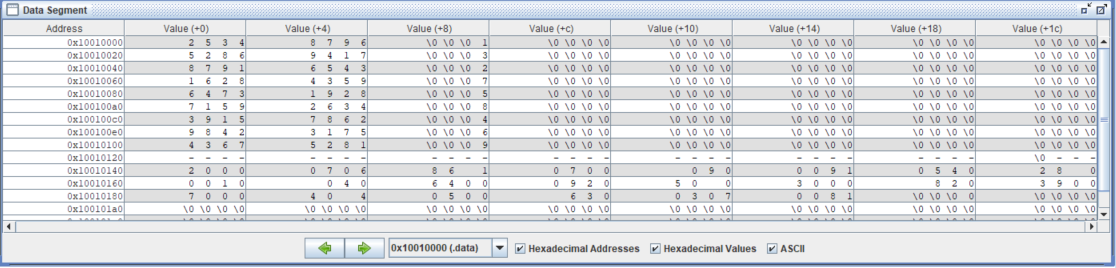 Data Segment
Address Value (+0) Value (+4) Value (+8) Value (+c) Value (+10) Value (+14) Value (+18) Value (+1c)
0x10010000 2 5 3 4 8 7 9 6 \0 \0 \0 1 \0 \0 \0 \0 \0 \0 \0 \0 \0 \0 \0 \0 \0 \0 \0 \0 \0 \0 \0 \0
0x10010020 5 2 8 6 9 4 1 7 \0 \0 \0 3 \0 \0 \0 \0 \0 \0 \0 \0 \0 \0 \0 \0 \0 \0 \0 \0 \0 \0 \0 \0
0x10010040 8 7 9 1 6 5 4 3 \0 \0 \0 2 \0 \0 \0 \0 \0 \0 \0 \0 \0 \0 \0 \0 \0 \0 \0 \0 \0 \0 \0 \0
0x10010060 1 6 2 8 4 3 5 9 \0 \0 \0 7 \0 \0 \0 \0 \0 \0 \0 \0 \0 \0 \0 \0 \0 \0 \0 \0 \0 \0 \0 \0
0x10010080 6 4 7 3 1 9 2 8 \0 \0 \0 5 \0 \0 \0 \0 \0 \0 \0 \0 \0 \0 \0 \0 \0 \0 \0 \0 \0 \0 \0 \0
0x100100a0 7 1 5 9 2 6 3 4 \0 \0 \0 8 \0 \0 \0 \0 \0 \0 \0 \0 \0 \0 \0 \0 \0 \0 \0 \0 \0 \0 \0 \0
0x100100c0 3 9 1 5 7 8 6 2 \0 \0 \0 4 \0 \0 \0 \0 \0 \0 \0 \0 \0 \0 \0 \0 \0 \0 \0 \0 \0 \0 \0 \0
0x100100e0 9 8 4 2 3 1 7 5 \0 \0 \0 6 \0 \0 \0 \0 \0 \0 \0 \0 \0 \0 \0 \0 \0 \0 \0 \0 \0 \0 \0 \0
0x10010100 4 3 6 7 5 2 8 1 \0 \0 \0 9 \0 \0 \0 \0 \0 \0 \0 \0 \0 \0 \0 \0 \0 \0 \0 \0 \0 \0 \0 \0
0x10010120 - - - - - - - - - - - - - - - - - - - - - - - - - - - - \0 - - -
0x10010140 2 0 0 0 0 7 0 6 8 6 1 0 7 0 0 0 9 0 0 0 9 1 0 5 4 0 2 8 0
0x10010160 0 0 1 0 0 4 0 6 4 0 0 0 9 2 0 5 0 0 3 0 0 0 8 2 0 3 9 0 0
0x10010180 7 0 0 0 4 0 4 0 5 0 0 6 3 0 0 3 0 7 0 0 8 1 \0 \0 \0 \0 \0 \0 \0 \0
0x100101a0 \0 \0 \0 \0 \0 \0 \0 \0 \0 \0 \0 \0 \0 \0 \0 \0 \0 \0 \0 \0 \0 \0 \0 \0 \0 \0 \0 \0 \0 \0 \0 \0
0x10010000 (.data) Hexadecimal Addresses Hexadecimal Values ASCII